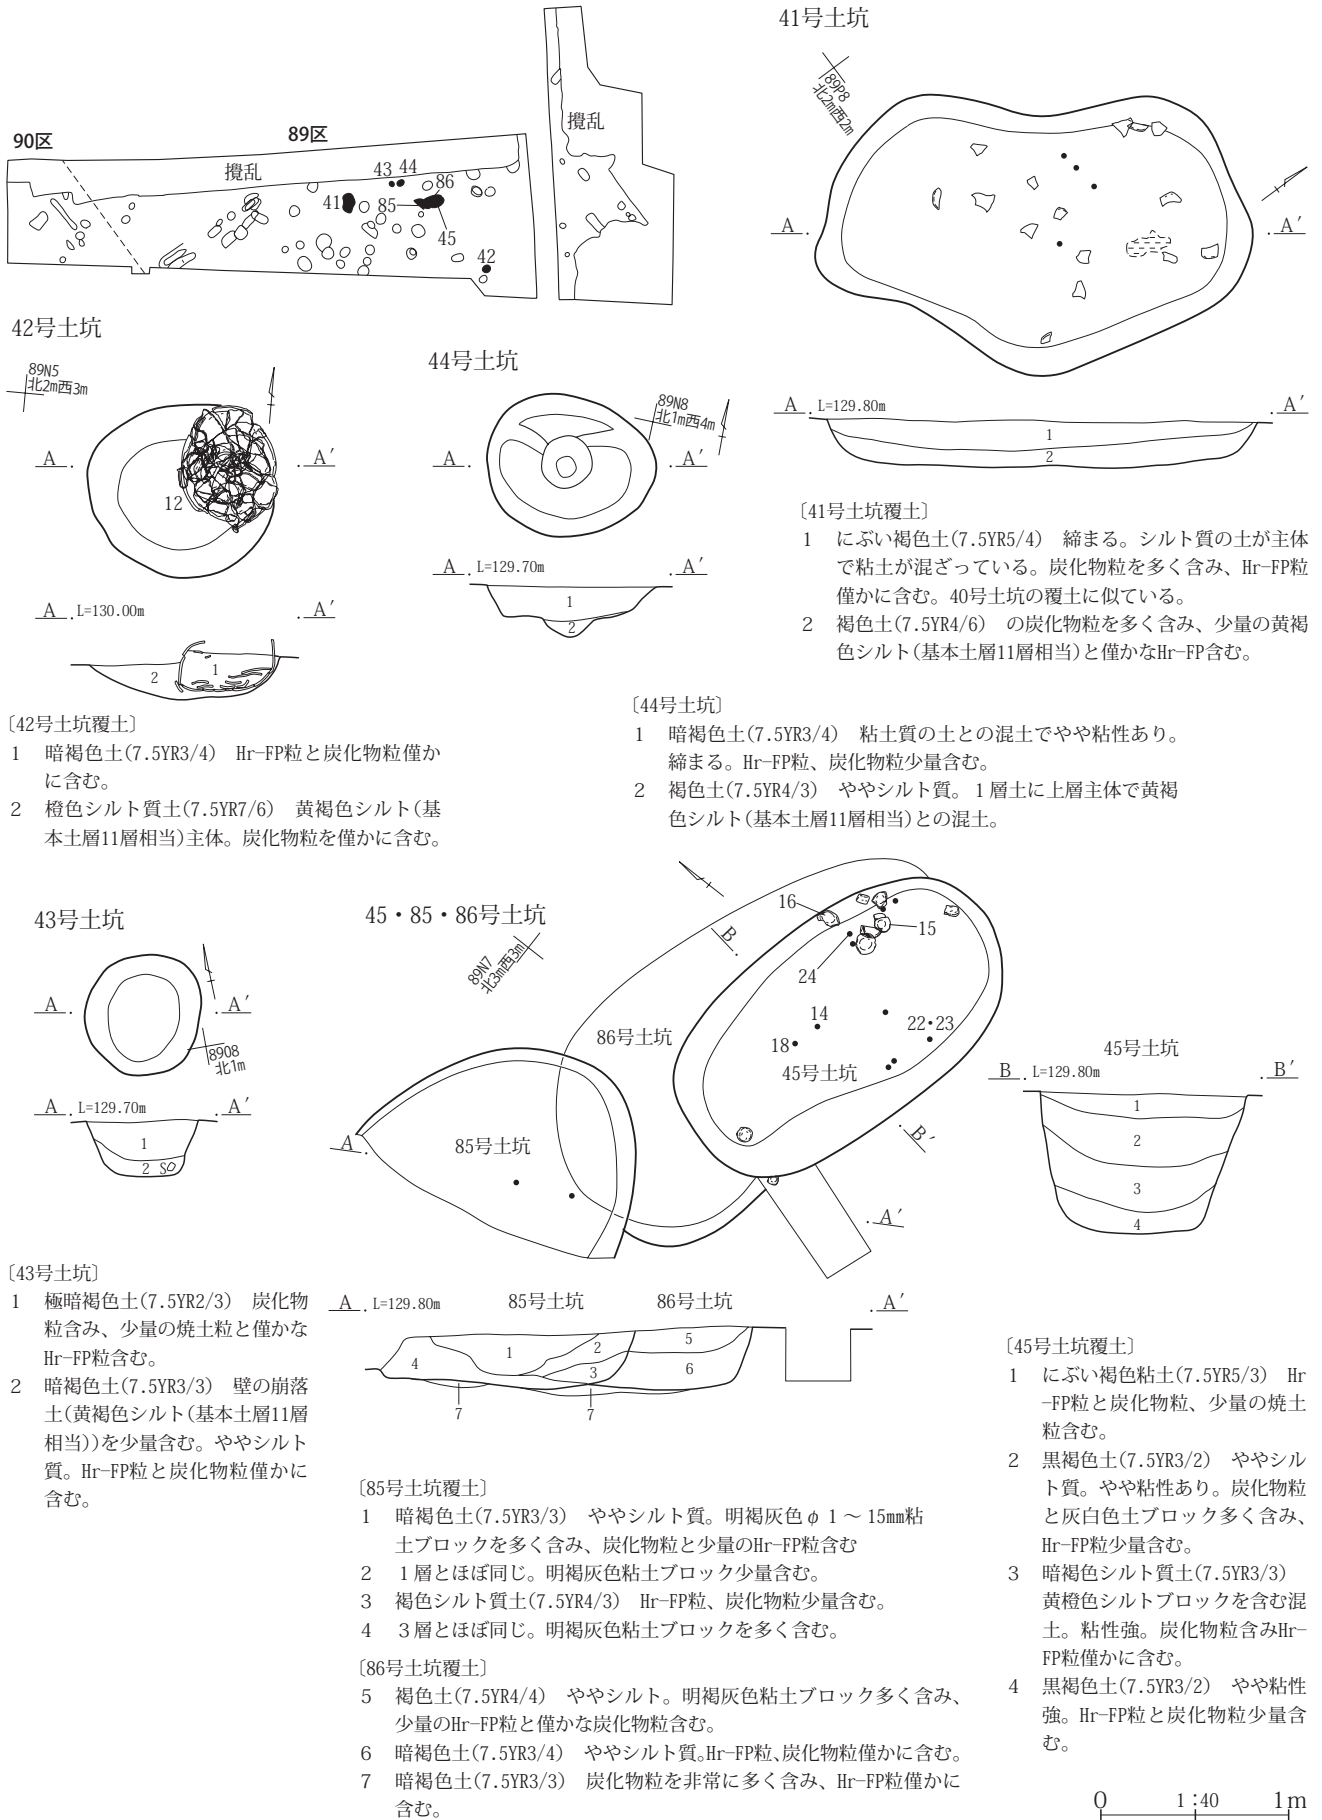 90区
89区
攪乱
攪乱
43 44
86
41
85
45
42
41号土坑
89P8
北2m西2m
A
A′
A
L=129.80m
A′
1
2
〔41号土坑覆土〕
1 にぶい褐色土(7.5YR5/4) 締まる。シルト質の土が主体
で粘土が混ざっている。炭化物粒を多く含み、Hr-FP粒
僅かに含む。40号土坑の覆土に似ている。
2 褐色土(7.5YR4/6) の炭化物粒を多く含み、少量の黄褐
色シルト(基本土層11層相当)と僅かなHr-FP含む。
42号土坑
89N5
北2m西3m
A
A′
12
A
L=130.00m
A′
1
2
〔42号土坑覆土〕
1 暗褐色土(7.5YR3/4) Hr-FP粒と炭化物粒僅か
に含む。
2 橙色シルト質土(7.5YR7/6) 黄褐色シルト(基
本土層11層相当)主体。炭化物粒を僅かに含む。
44号土坑
89N8
北1m西4m
A
A′
A
L=129.70m
A′
1
2
〔44号土坑〕
1 暗褐色土(7.5YR3/4) 粘土質の土との混土でやや粘性あり。
締まる。Hr-FP粒、炭化物粒少量含む。
2 褐色土(7.5YR4/3) ややシルト質。１層土に上層主体で黄褐
色シルト(基本土層11層相当)との混土。
43号土坑
A
A′
89O8
北1m
A
L=129.70m
A′
1
2 S
〔43号土坑〕
1 極暗褐色土(7.5YR2/3) 炭化物
粒含み、少量の焼土粒と僅かな
Hr-FP粒含む。
2 暗褐色土(7.5YR3/3) 壁の崩落
土(黄褐色シルト(基本土層11層
相当))を少量含む。ややシルト
質。Hr-FP粒と炭化物粒僅かに
含む。
45・85・86号土坑
89N7
北3m西3m
16
15
B
24
14
22・23
18
86号土坑
45号土坑
85号土坑
A
B′
A′
A
L=129.80m
85号土坑
86号土坑
A′
1
2
3
4
5
6
7
7
45号土坑
B
L=129.80m
B′
1
2
3
4
〔45号土坑覆土〕
1 にぶい褐色粘土(7.5YR5/3) Hr
-FP粒と炭化物粒、少量の焼土
粒含む。
2 黒褐色土(7.5YR3/2) ややシル
ト質。やや粘性あり。炭化物粒
と灰白色土ブロック多く含み、
Hr-FP粒少量含む。
3 暗褐色シルト質土(7.5YR3/3)
黄橙色シルトブロックを含む混
土。粘性強。炭化物粒含みHr-
FP粒僅かに含む。
4 黒褐色土(7.5YR3/2) やや粘性
強。Hr-FP粒と炭化物粒少量含
む。
〔85号土坑覆土〕
1 暗褐色土(7.5YR3/3) ややシルト質。明褐灰色φ１～15mm粘
土ブロックを多く含み、炭化物粒と少量のHr-FP粒含む
2 １層とほぼ同じ。明褐灰色粘土ブロック少量含む。
3 褐色シルト質土(7.5YR4/3) Hr-FP粒、炭化物粒少量含む。
4 ３層とほぼ同じ。明褐灰色粘土ブロックを多く含む。
〔86号土坑覆土〕
5 褐色土(7.5YR4/4) ややシルト。明褐灰色粘土ブロック多く含み、
少量のHr-FP粒と僅かな炭化物粒含む。
6 暗褐色土(7.5YR3/4) ややシルト質。Hr-FP粒、炭化物粒僅かに含む。
7 暗褐色土(7.5YR3/3) 炭化物粒を非常に多く含み、Hr-FP粒僅かに
含む。
0 1:40 1m